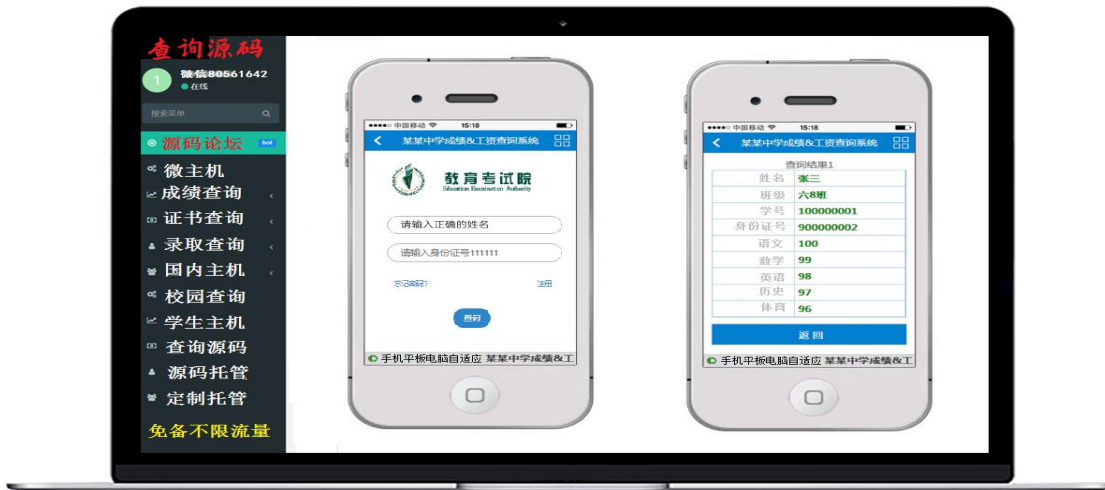 查询源码
1
微信80561642
在线
搜索菜单
源码论坛
hot
微主机
成绩查询
证书查询
录取查询
国内主机
校园查询
学生主机
查询源码
源码托管
定制托管
免备不限流量
中国移动
15:18
某某中学成绩&工资查询系统
教育考试院
Education Examination Authority
请输入正确的姓名
请输入身份证号111111
忘记密码?
注册
查询
手机平板电脑自适应 某某中学成绩&工
中国移动
15:18
某某中学成绩&工资查询系统
查询结果1
姓名 张三
班级 六8班
学号 100000001
身份证号 900000002
语文 100
数学 99
英语 98
历史 97
体育 96
返回
手机平板电脑自适应 某某中学成绩&工